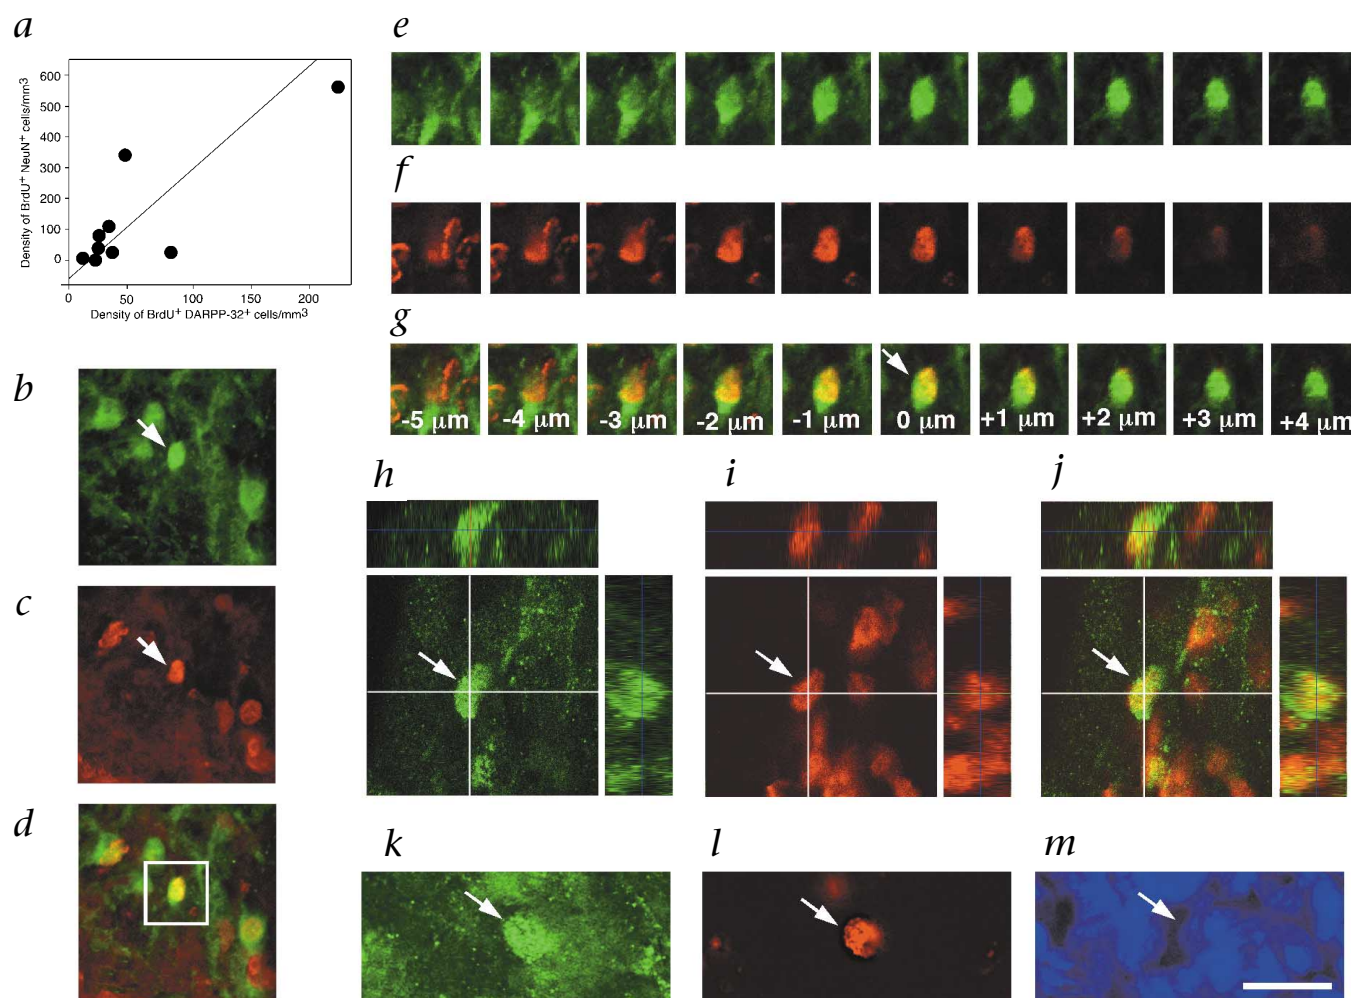 a
600
500
400
300
200
100
0
Density of BrdU+ NeuN+ cells/mm3
0 50 100 150 200
Density of BrdU+ DARPP-32+ cells/mm3
b
c
d
e
f
g
-5 µm -4 µm -3 µm -2 µm -1 µm 0 µm +1 µm +2 µm +3 µm +4 µm
h i j
k l m